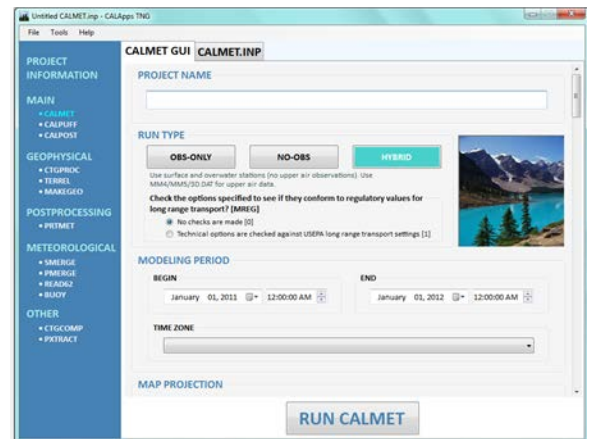 Untitled CALMET.inp - CALApps TNG
File Tools Help
PROJECT
INFORMATION
MAIN
• CALMET
• CALPUFF
• CALPOST
GEOPHYSICAL
• CTGPROC
• TERREL
• MAKEGEO
POSTPROCESSING
• PRTMET
METEOROLOGICAL
• SMERGE
• PMERGE
• READ62
• BUOY
OTHER
• CTGCOMP
• PXTRACT
CALMET GUI CALMET.INP
PROJECT NAME
RUN TYPE
OBS-ONLY NO-OBS HYBRID
Use surface and overwater stations (no upper air observations). Use
MM4/MM5/3D.DAT for upper air data.
Check the options specified to see if they conform to regulatory values for
long range transport? [MREG]
No checks are made [0]
Technical options are checked against USEPA long range transport settings [1]
MODELING PERIOD
BEGIN END
January 01, 2011 12:00:00 AM January 01, 2012 12:00:00 AM
TIME ZONE
MAP PROJECTION
RUN CALMET